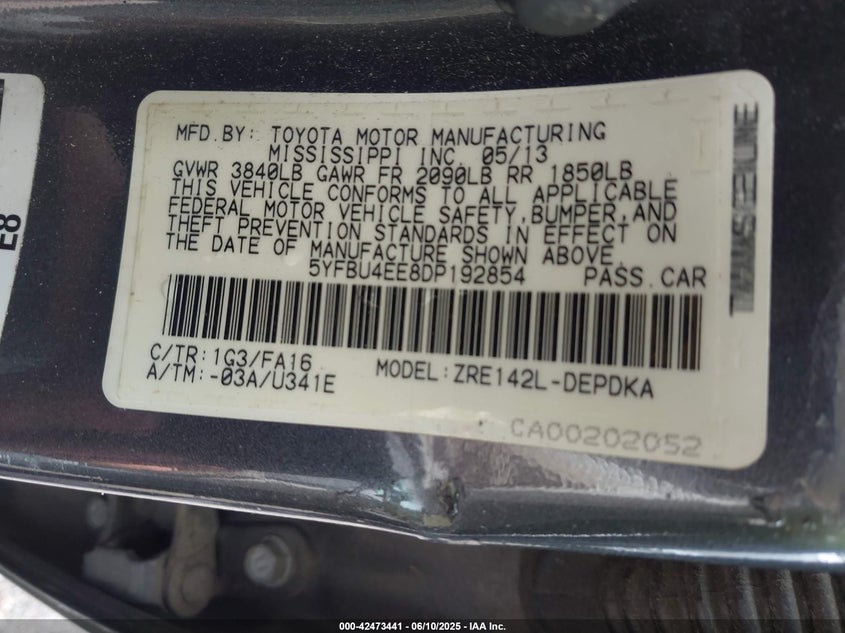 MFD.BY: TOYOTA MOTOR MANUFACTURING
MISSISSIPPI INC. 05/13
GVWR 3840LB GAWR FR 2090LB RR 1850LB
THIS VEHICLE CONFORMS TO ALL APPLICABLE
FEDERAL MOTOR VEHICLE SAFETY,BUMPER,AND
THEFT PREVENTION STANDARDS IN EFFECT ON
THE DATE OF MANUFACTURE SHOWN ABOVE.
5YFBU4EE8DP192854 PASS.CAR
C/TR:1G3/FA16
A/TM:-03A/U341E
MODEL:ZRE142L-DEPDKA
CA00202052
E8
000-42473441 - 06/10/2025 - IAA Inc.